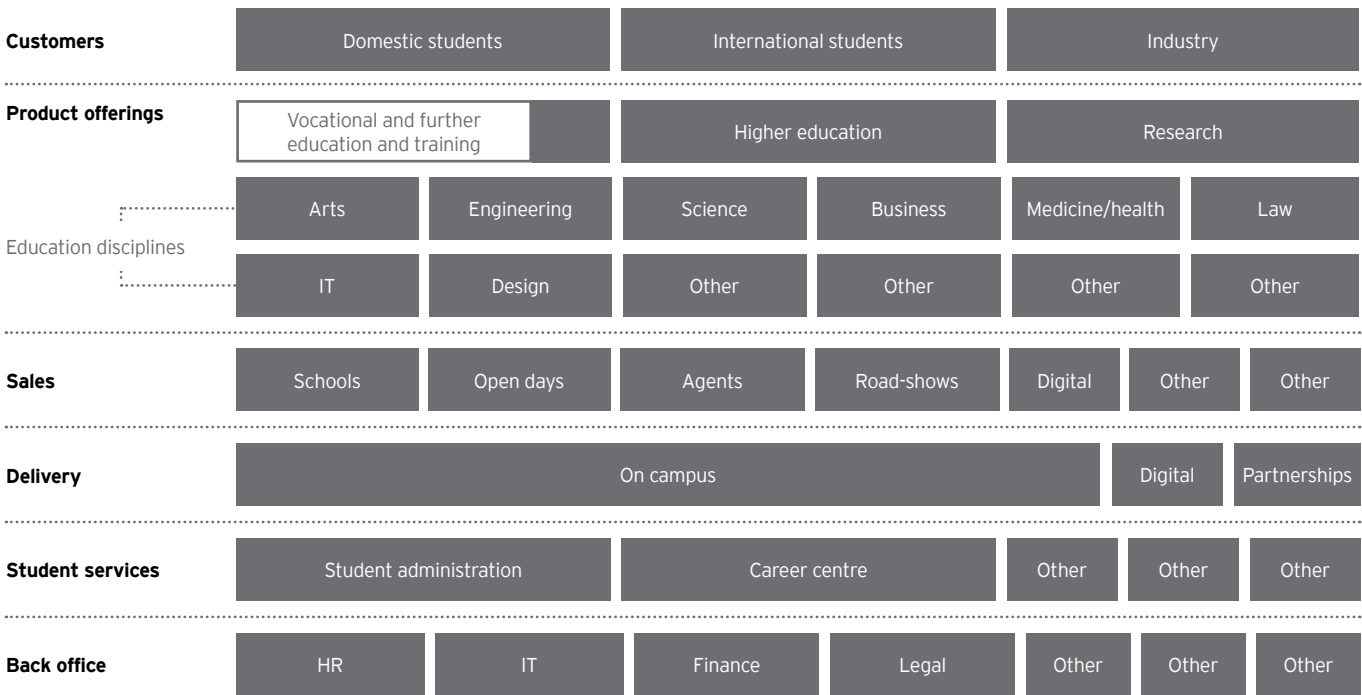 Customers
Domestic students
International students
Industry
Product offerings
Vocational and further
education and training
Higher education
Research
Education disciplines
Arts
Engineering
Science
Business
Medicine/health
Law
IT
Design
Other
Other
Other
Other
Sales
Schools
Open days
Agents
Road-shows
Digital
Other
Other
Delivery
On campus
Digital
Partnerships
Student services
Student administration
Career centre
Other
Other
Other
Back office
HR
IT
Finance
Legal
Other
Other
Other